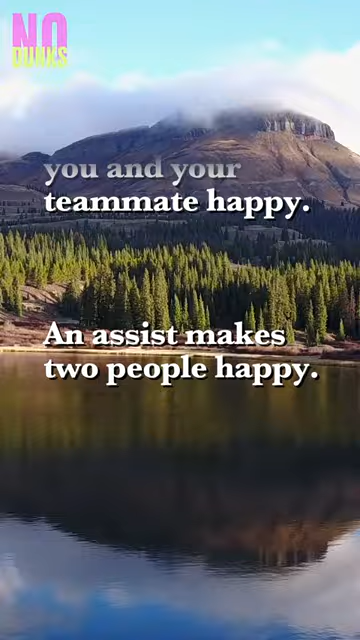 NO
DUNKS
you and your
teammate happy.
An assist makes
two people happy.